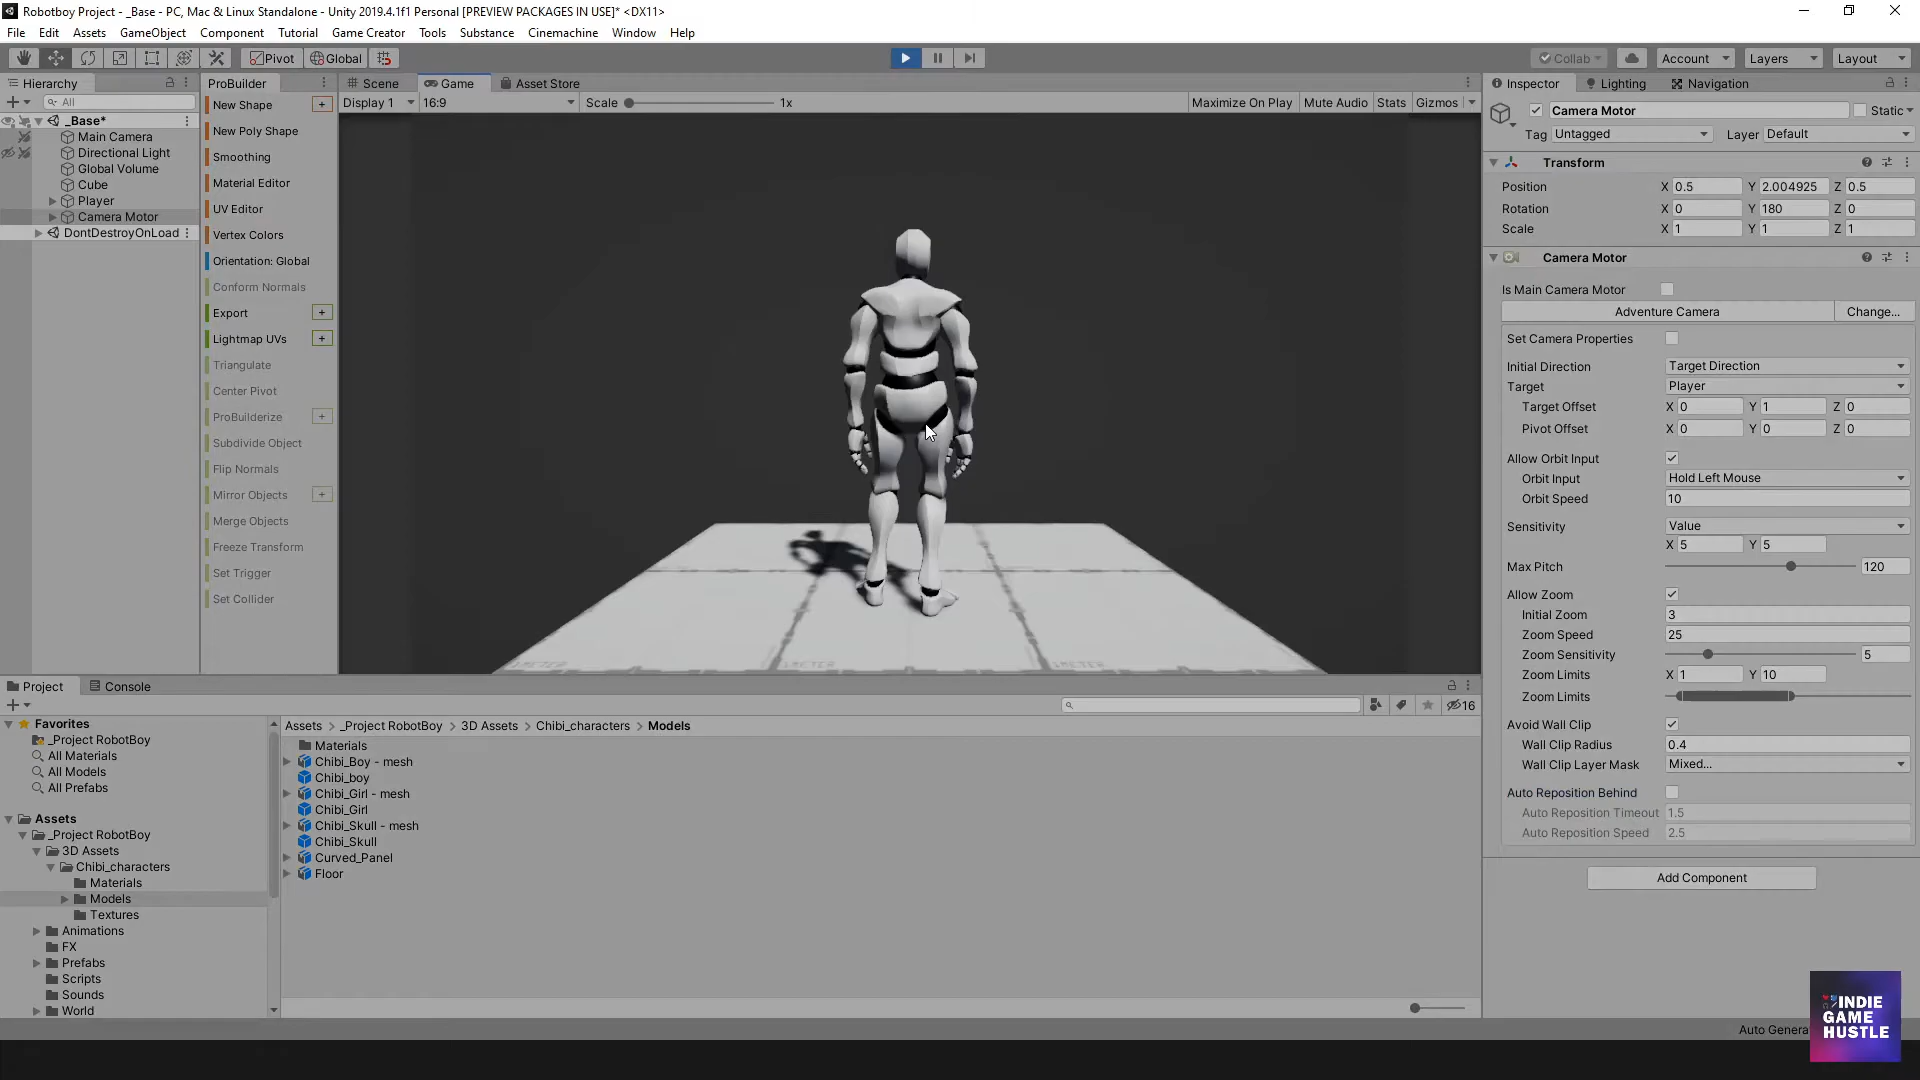 Robotboy Project - _Base - PC, Mac & Linux Standalone - Unity 2019.4.1f1 Personal [PREVIEW PACKAGES IN USE]* <DX11>
File Edit Assets GameObject Component Tutorial Game Creator Tools Substance Cinemachine Window Help
Pivot Global Collab Account Layers Layout
Hierarchy
All
_Base*
Main Camera
Directional Light
Global Volume
Cube
Player
Camera Motor
DontDestroyOnLoad
ProBuilder
New Shape +
New Poly Shape
Smoothing
Material Editor
UV Editor
Vertex Colors
Orientation: Global
Conform Normals
Export +
Lightmap UVs +
Triangulate
Center Pivot
ProBuilderize +
Subdivide Object
Flip Normals
Mirror Objects +
Merge Objects
Freeze Transform
Set Trigger
Set Collider
Scene Game Asset Store
Display 1 16:9 Scale 1x Maximize On Play Mute Audio Stats Gizmos
Inspector Lighting Navigation
Camera Motor Static
Tag Untagged Layer Default
Transform
Position X 0.5 Y 2.004925 Z 0.5
Rotation X 0 Y 180 Z 0
Scale X 1 Y 1 Z 1
Camera Motor
Is Main Camera Motor
Adventure Camera Change...
Set Camera Properties
Initial Direction Target Direction
Target Player
Target Offset X 0 Y 1 Z 0
Pivot Offset X 0 Y 0 Z 0
Allow Orbit Input
Orbit Input Hold Left Mouse
Orbit Speed 10
Sensitivity Value
X 5 Y 5
Max Pitch 120
Allow Zoom
Initial Zoom 3
Zoom Speed 25
Zoom Sensitivity 5
Zoom Limits X 1 Y 10
Zoom Limits
Avoid Wall Clip
Wall Clip Radius 0.4
Wall Clip Layer Mask Mixed...
Auto Reposition Behind
Auto Reposition Timeout 1.5
Auto Reposition Speed 2.5
Add Component
Project Console
16
Favorites
_Project RobotBoy
All Materials
All Models
All Prefabs
Assets
_Project RobotBoy
3D Assets
Chibi_characters
Materials
Models
Textures
Animations
FX
Prefabs
Scripts
Sounds
World
Assets > _Project RobotBoy > 3D Assets > Chibi_characters > Models
Materials
Chibi_Boy - mesh
Chibi_boy
Chibi_Girl - mesh
Chibi_Girl
Chibi_Skull - mesh
Chibi_Skull
Curved_Panel
Floor
Auto Genera
INDIE
GAME
HUSTLE